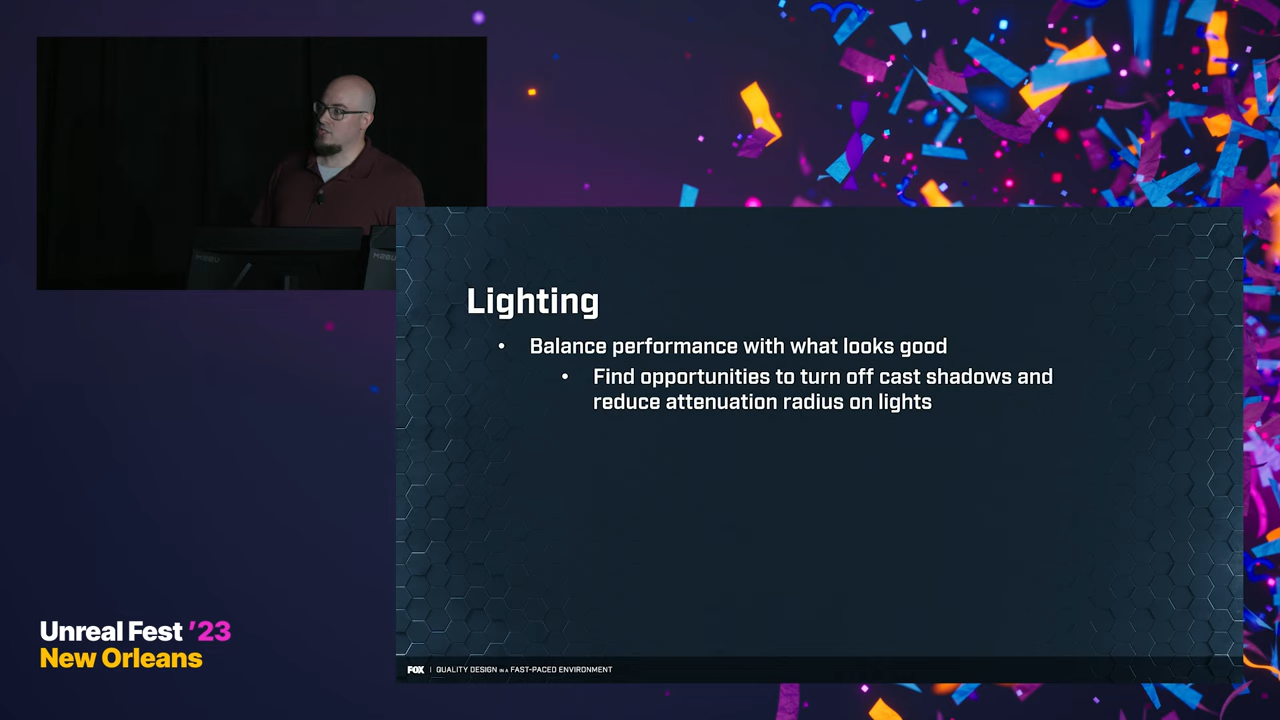 Lighting
• Balance performance with what looks good
• Find opportunities to turn off cast shadows and
reduce attenuation radius on lights
Unreal Fest '23
New Orleans
FOX | QUALITY DESIGN IN A FAST-PACED ENVIRONMENT